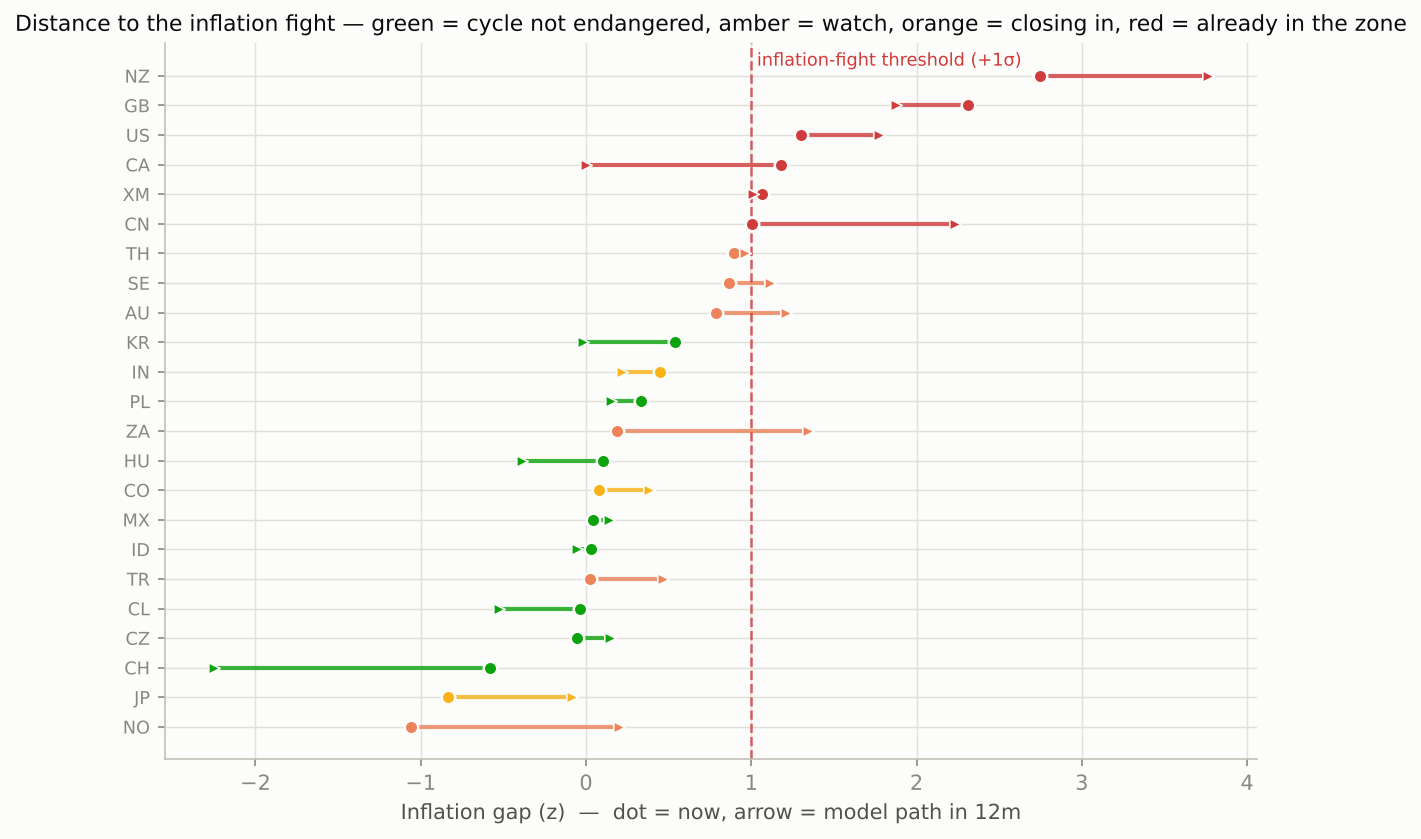 Distance to the inflation fight — green = cycle not endangered, amber = watch, orange = closing in, red = already in the zone
inflation-fight threshold (+1σ)
NZ
GB
US
CA
XM
CN
TH
SE
AU
KR
IN
PL
ZA
HU
CO
MX
ID
TR
CL
CZ
CH
JP
NO
−2 −1 0 1 2 3 4
Inflation gap (z) — dot = now, arrow = model path in 12m